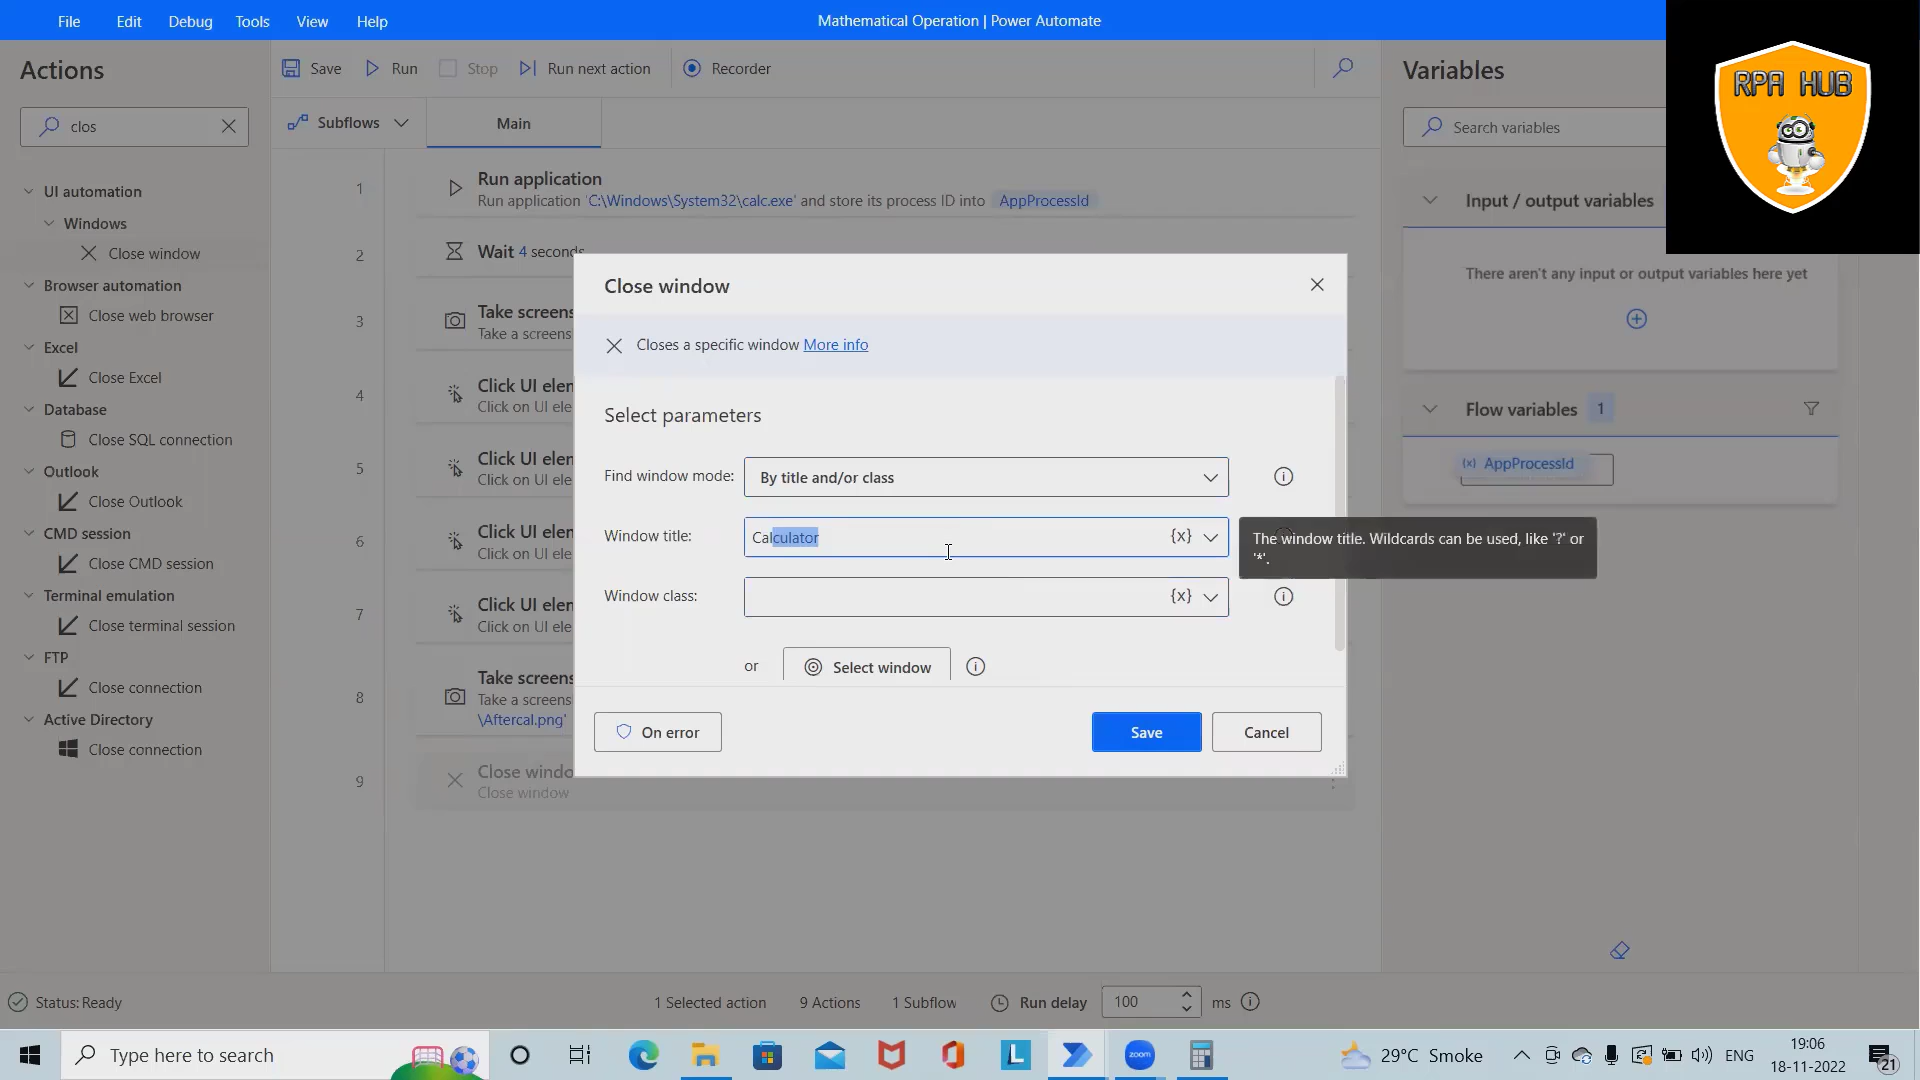 File Edit Debug Tools View Help
Mathematical Operation | Power Automate
RPA HUB
Actions
clos
UI automation
Windows
Close window
Browser automation
Close web browser
Excel
Close Excel
Database
Close SQL connection
Outlook
Close Outlook
CMD session
Close CMD session
Terminal emulation
Close terminal session
FTP
Close connection
Active Directory
Close connection
Save Run Stop Run next action Recorder
Subflows Main
1
Run application
Run application 'C:\Windows\System32\calc.exe' and store its process ID into AppProcessId
2
Wait 4 seconds
3
Take screens
Take a screens
4
Click UI elen
Click on UI ele
5
Click UI elen
Click on UI ele
6
Click UI elen
Click on UI ele
7
Click UI elen
Click on UI ele
8
Take screens
Take a screens
\Aftercal.png'
9
Close windo
Close window
Close window
Closes a specific window More info
Select parameters
Find window mode: By title and/or class
Window title: Calculator {x}
The window title. Wildcards can be used, like '?' or
'*'.
Window class: {x}
or Select window
On error Save Cancel
Variables
Search variables
Input / output variables
There aren't any input or output variables here yet
Flow variables 1
(x) AppProcessId
Status: Ready 1 Selected action 9 Actions 1 Subflow Run delay 100 ms
Type here to search
L
zoom
29°C Smoke
ENG
19:06
18-11-2022
21